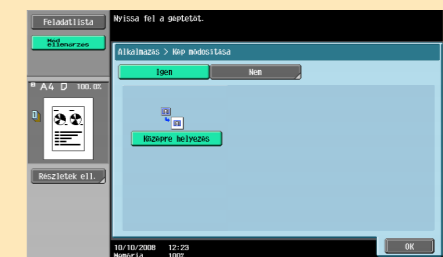 Feladatlista
Nyissa fel a géptetőt.
Mód ellenőrzés
Alkalmazás > Kép módosítása
Igen
Nem
A4
100.0%
Középre helyezés
Részletek ell.
10/10/2008 12:23
Memória 100%
OK